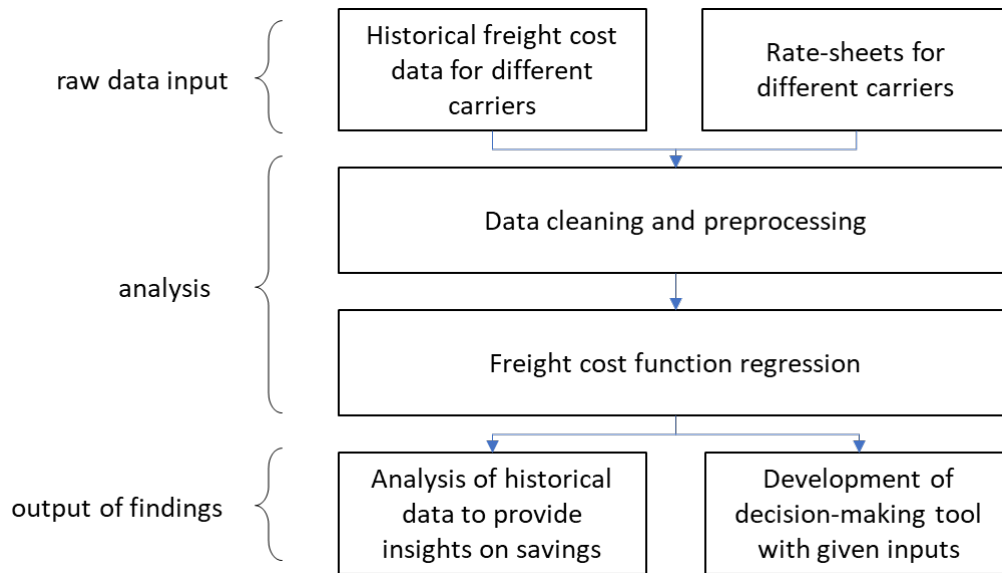 raw data input
Historical freight cost
data for different
carriers
Rate-sheets for
different carriers
analysis
Data cleaning and preprocessing
Freight cost function regression
output of findings
Analysis of historical
data to provide
insights on savings
Development of
decision-making tool
with given inputs